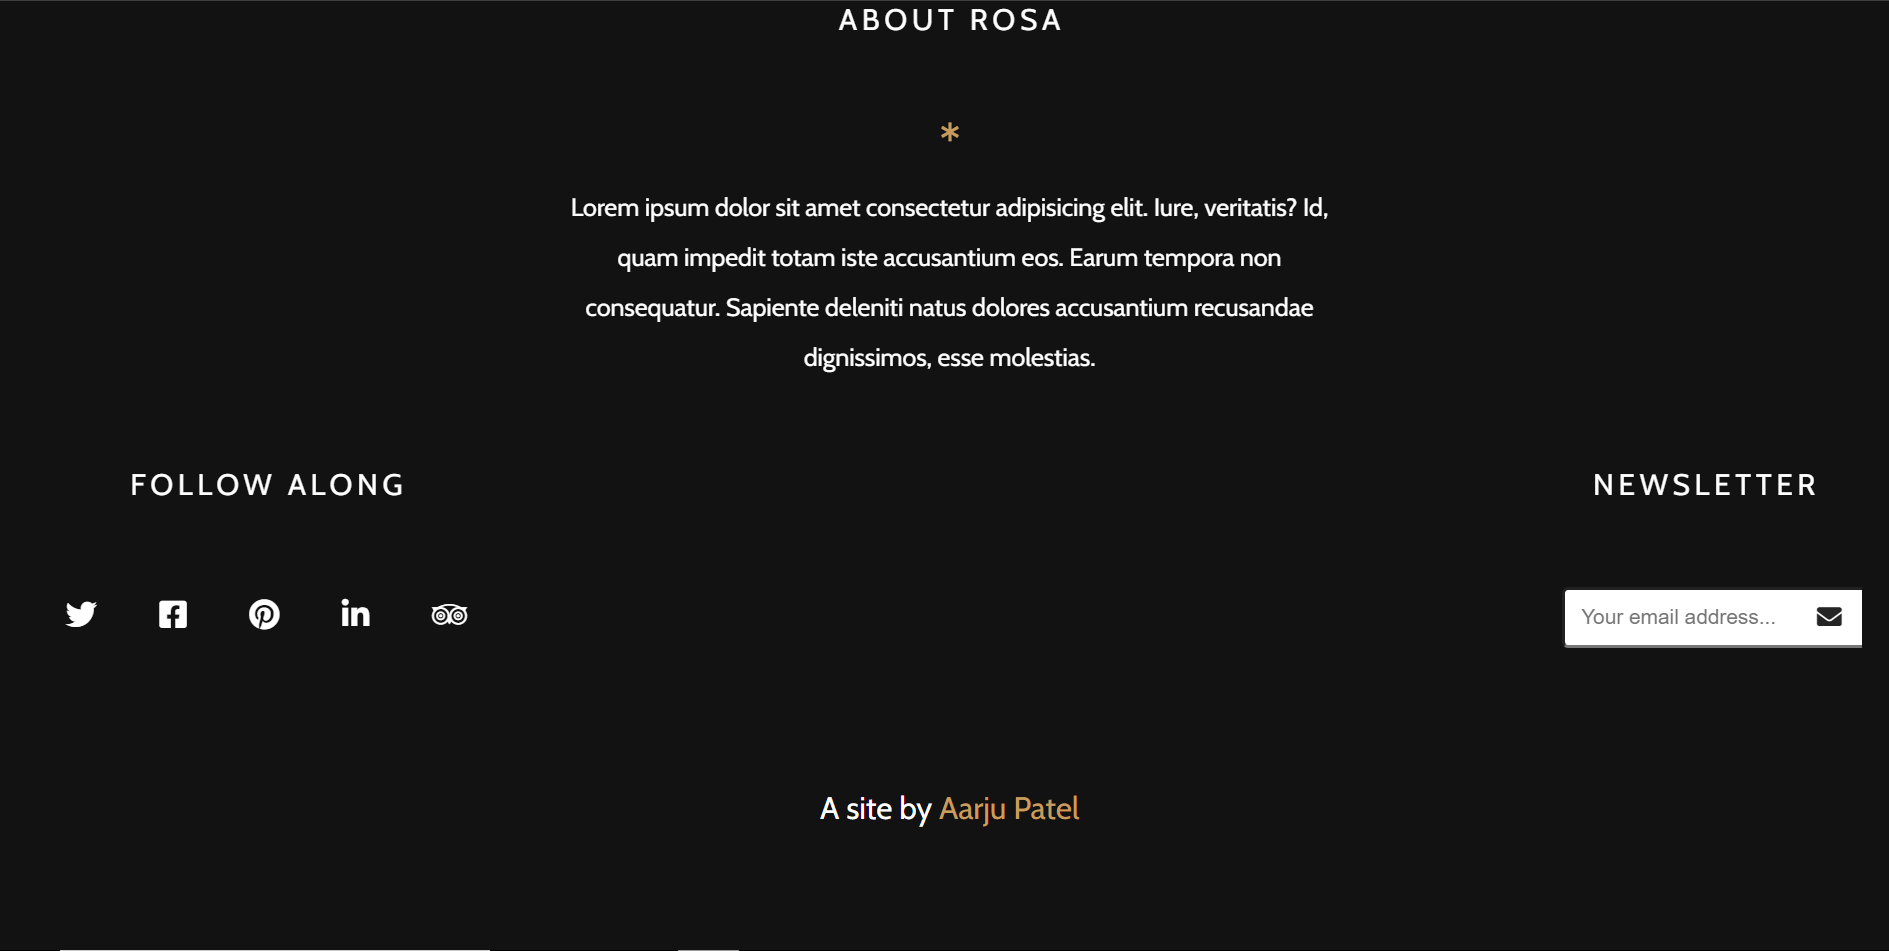 ABOUT ROSA
*
Lorem ipsum dolor sit amet consectetur adipisicing elit. Iure, veritatis? Id,
quam impedit totam iste accusantium eos. Earum tempora non
consequatur. Sapiente deleniti natus dolores accusantium recusandae
dignissimos, esse molestias.
FOLLOW ALONG
NEWSLETTER
Your email address...
A site by Aarju Patel